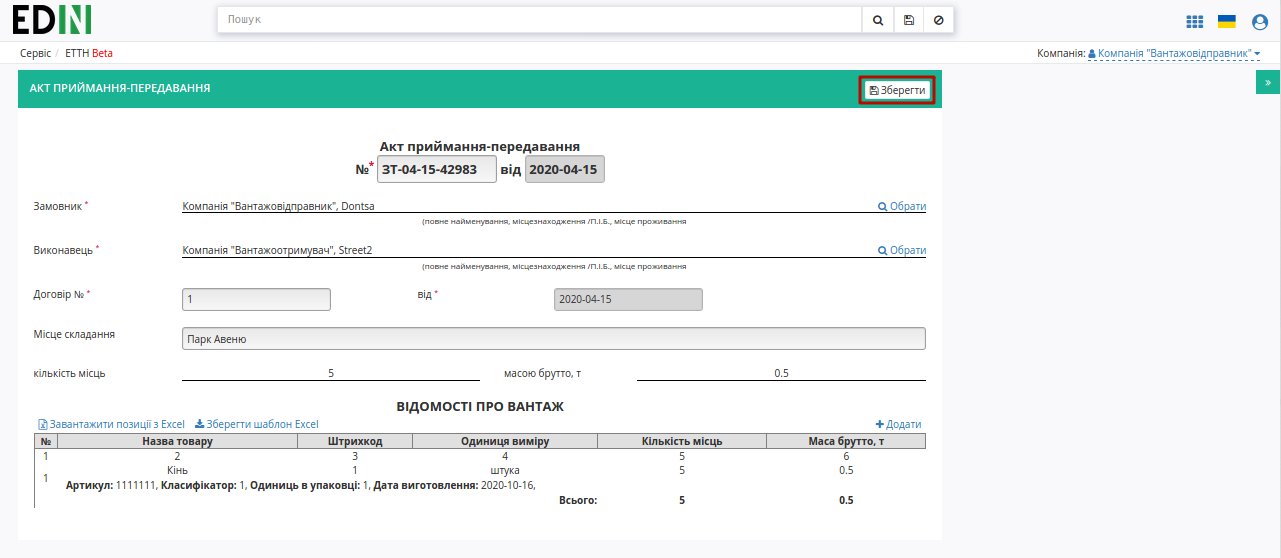 EDIN
Пошук
Сервіс / ЕТТН Beta
Компанія: Компанія "Вантажовідправник"
»
АКТ ПРИЙМАННЯ-ПЕРЕДАВАННЯ
Зберегти
Акт приймання-передавання
№* ЗТ-04-15-42983 від 2020-04-15
Замовник * Компанія "Вантажовідправник", Dontsa Обрати
(повне найменування, місцезнаходження /П.І.Б., місце проживання
Виконавець * Компанія "Вантажоотримувач", Street2 Обрати
(повне найменування, місцезнаходження /П.І.Б., місце проживання
Договір № * 1 від * 2020-04-15
Місце складання Парк Авеню
кількість місць 5 масою брутто, т 0.5
ВІДОМОСТІ ПРО ВАНТАЖ
Завантажити позиції з Excel Зберегти шаблон Excel Додати
№ Назва товару Штрихкод Одиниця виміру Кількість місць Маса брутто, т
1 2 3 4 5 6
1 Кінь 1 штука 5 0.5
Артикул: 1111111, Класифікатор: 1, Одиниць в упаковці: 1, Дата виготовлення: 2020-10-16,
Всього: 5 0.5